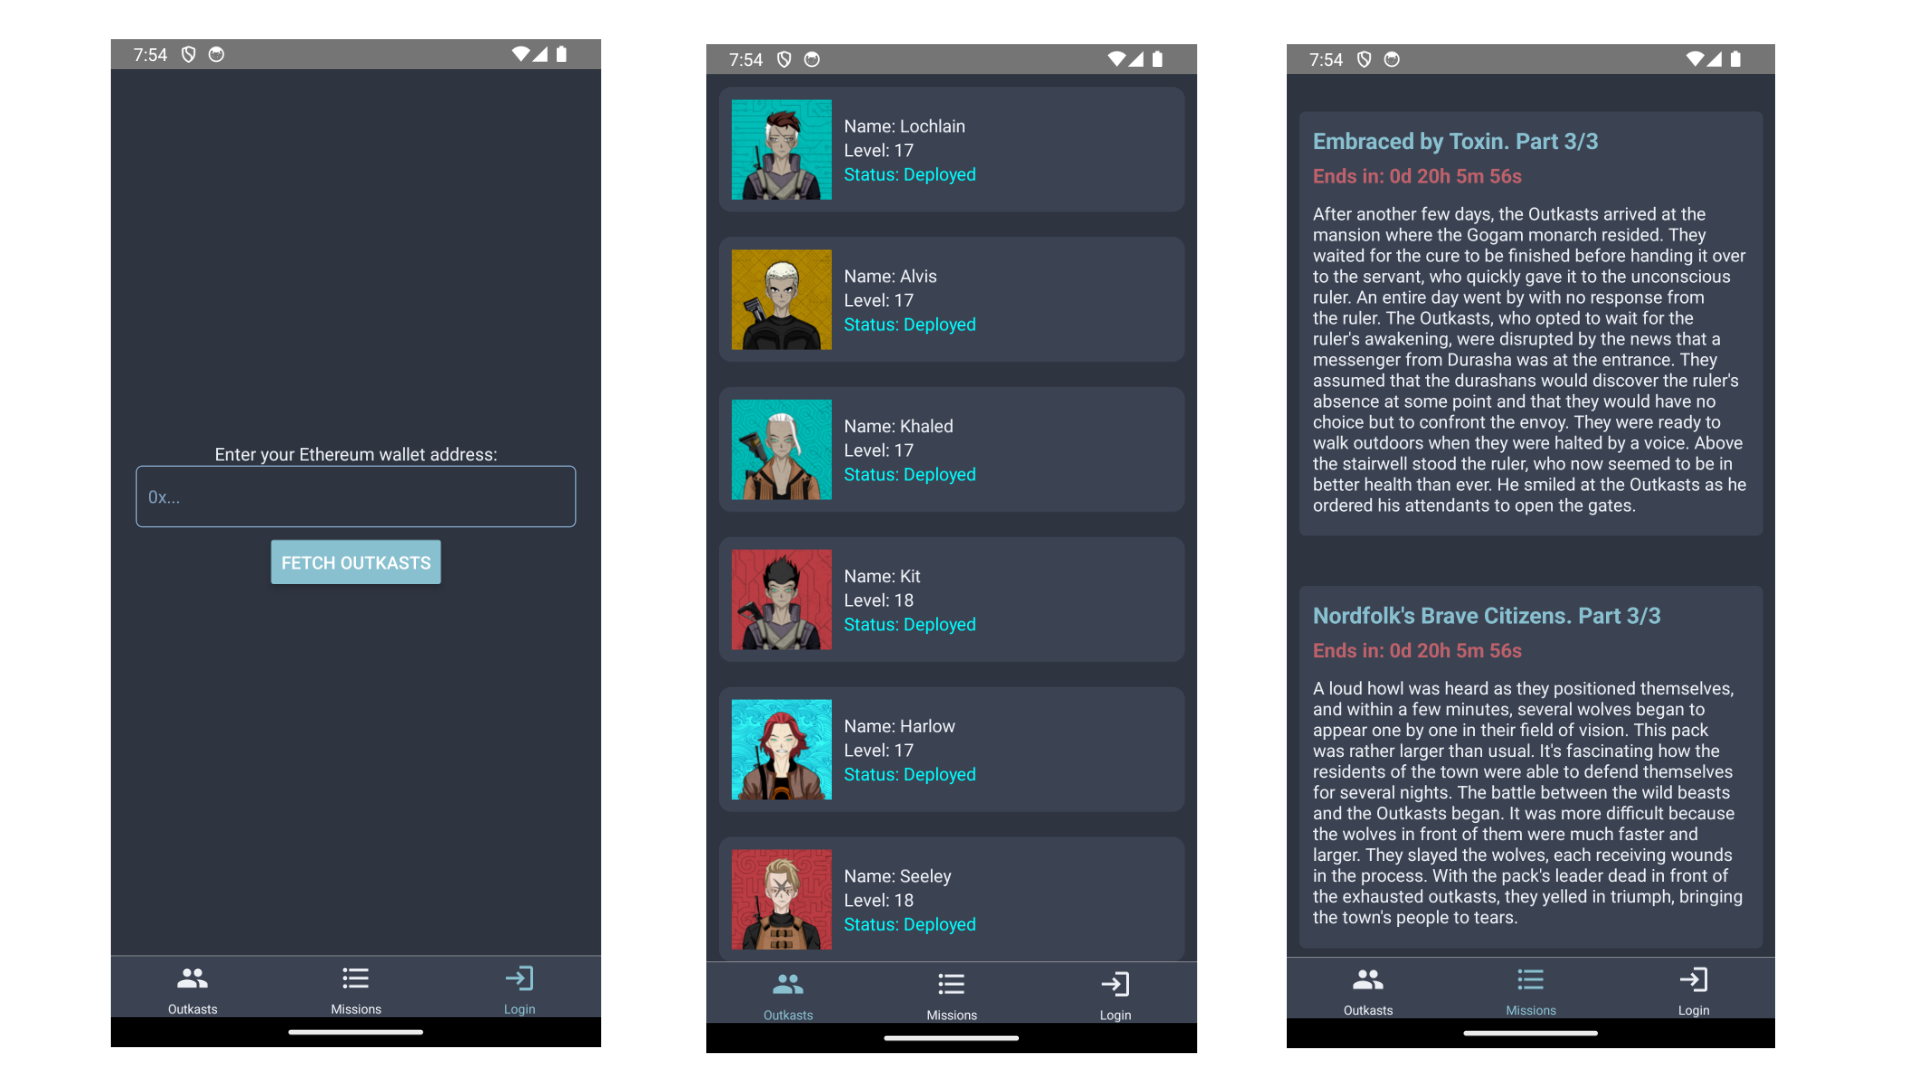 7:54
Enter your Ethereum wallet address:
0x...
FETCH OUTKASTS
Outkasts
Missions
Login
7:54
Name: Lochlain
Level: 17
Status: Deployed
Name: Alvis
Level: 17
Status: Deployed
Name: Khaled
Level: 17
Status: Deployed
Name: Kit
Level: 18
Status: Deployed
Name: Harlow
Level: 17
Status: Deployed
Name: Seeley
Level: 18
Status: Deployed
Outkasts
Missions
Login
7:54
Embraced by Toxin. Part 3/3
Ends in: 0d 20h 5m 56s
After another few days, the Outkasts arrived at the
mansion where the Gogam monarch resided. They
waited for the cure to be finished before handing it over
to the servant, who quickly gave it to the unconscious
ruler. An entire day went by with no response from
the ruler. The Outkasts, who opted to wait for the
ruler's awakening, were disrupted by the news that a
messenger from Durasha was at the entrance. They
assumed that the durashans would discover the ruler's
absence at some point and that they would have no
choice but to confront the envoy. They were ready to
walk outdoors when they were halted by a voice. Above
the stairwell stood the ruler, who now seemed to be in
better health than ever. He smiled at the Outkasts as he
ordered his attendants to open the gates.
Nordfolk's Brave Citizens. Part 3/3
Ends in: 0d 20h 5m 56s
A loud howl was heard as they positioned themselves,
and within a few minutes, several wolves began to
appear one by one in their field of vision. This pack
was rather larger than usual. It's fascinating how the
residents of the town were able to defend themselves
for several nights. The battle between the wild beasts
and the Outkasts began. It was more difficult because
the wolves in front of them were much faster and
larger. They slayed the wolves, each receiving wounds
in the process. With the pack's leader dead in front of
the exhausted outkasts, they yelled in triumph, bringing
the town's people to tears.
Outkasts
Missions
Login